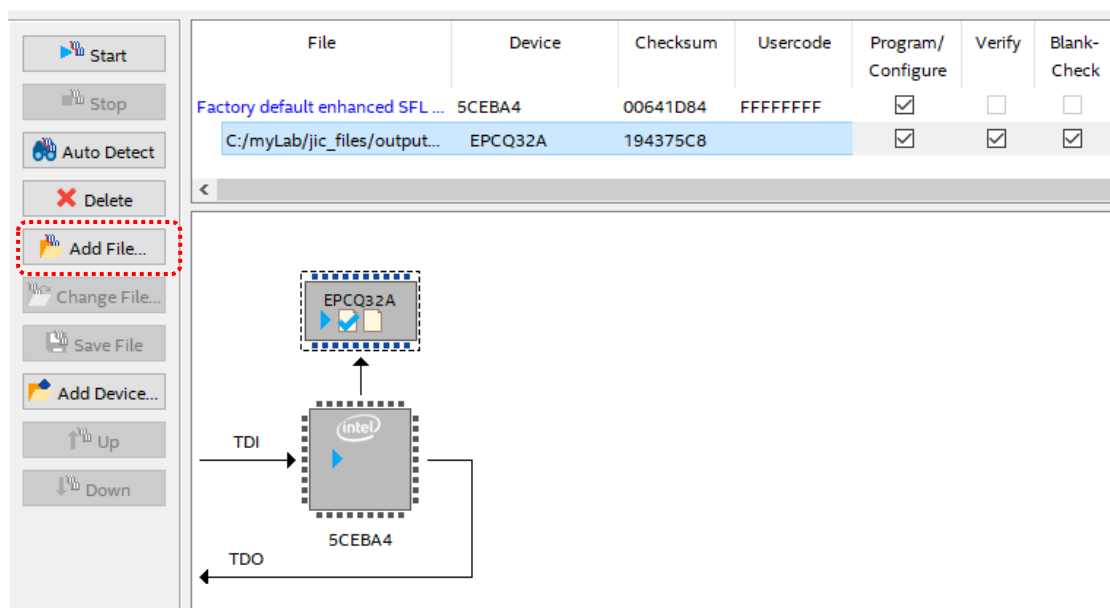 Start
Stop
Auto Detect
Delete
Add File...
Change File...
Save File
Add Device...
Up
Down
File Device Checksum Usercode Program/ Verify Blank-
Configure Check
Factory default enhanced SFL ... 5CEBA4 00641D84 FFFFFFFF
C:/myLab/jic_files/output... EPCQ32A 194375C8
EPCQ32A
intel
TDI
5CEBA4
TDO